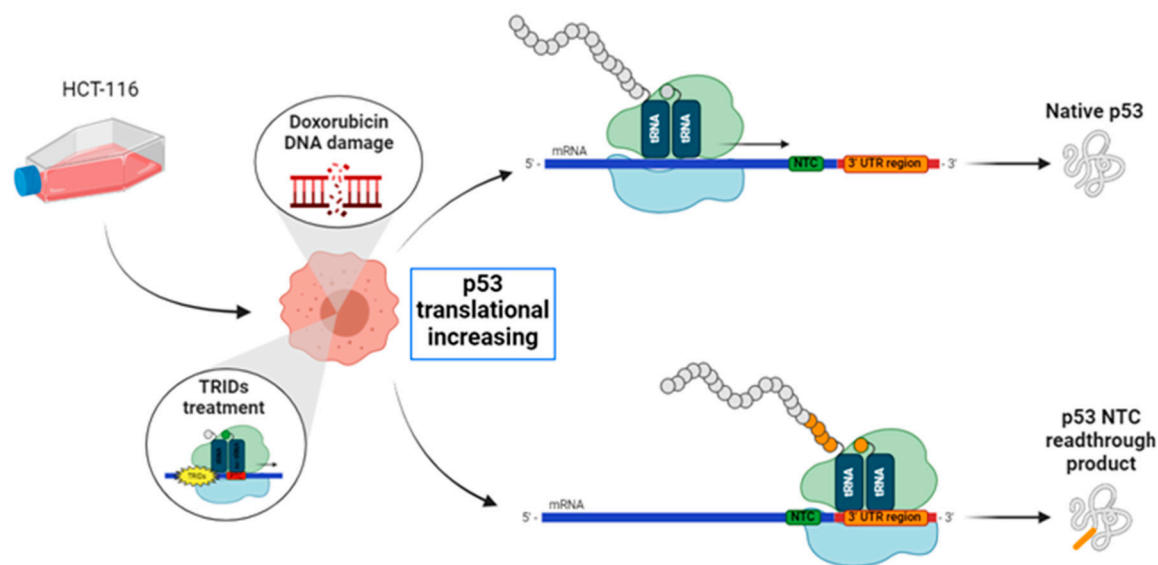 HCT-116
Doxorubicin
DNA damage
TRIDs
treatment
TRIDs
p53
translational
increasing
tRNA
tRNA
mRNA
5' -
NTC
3' UTR region
- 3'
Native p53
tRNA
tRNA
mRNA
5' -
NTC
3' UTR region
- 3'
p53 NTC
readthrough
product